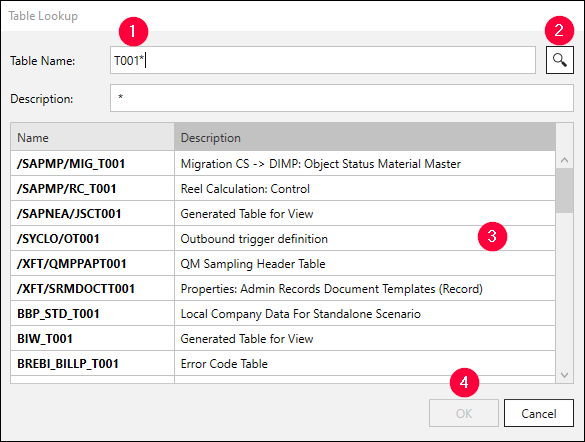 Table Lookup
1
2
Table Name: T001*
Description: *
Name Description
/SAPMP/MIG_T001 Migration CS -> DIMP: Object Status Material Master
/SAPMP/RC_T001 Reel Calculation: Control
/SAPNEA/JSCT001 Generated Table for View
/SYCLO/OT001 Outbound trigger definition
3
/XFT/QMPPAPT001 QM Sampling Header Table
/XFT/SRMDOCTT001 Properties: Admin Records Document Templates (Record)
BBP_STD_T001 Local Company Data For Standalone Scenario
BIW_T001 Generated Table for View
BREBI_BILLP_T001 Error Code Table
4
OK Cancel